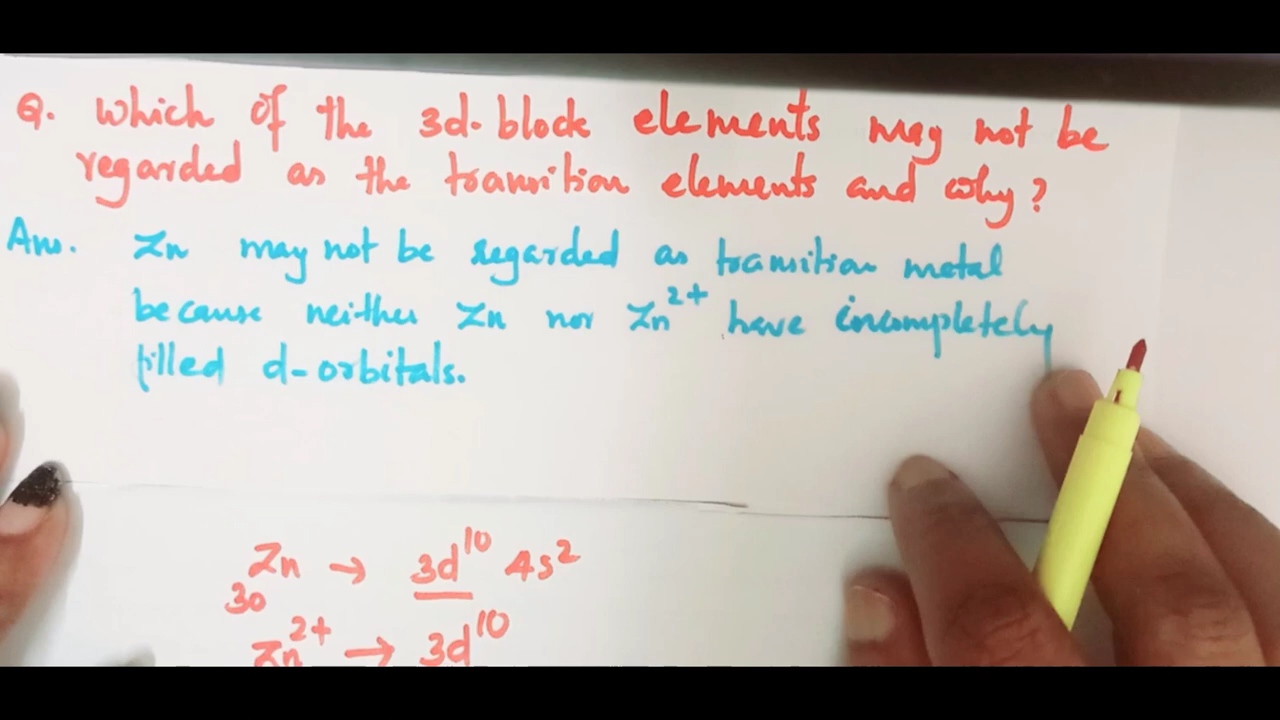 Q. Which of the 3d-block elements may not be
regarded as the transition elements and why?
Ans. Zn may not be regarded as transition metal
because neither Zn nor Zn²⁺ have incompletely
filled d-orbitals.
₃₀Zn → 3d¹⁰ 4s²
Zn²⁺ → 3d¹⁰